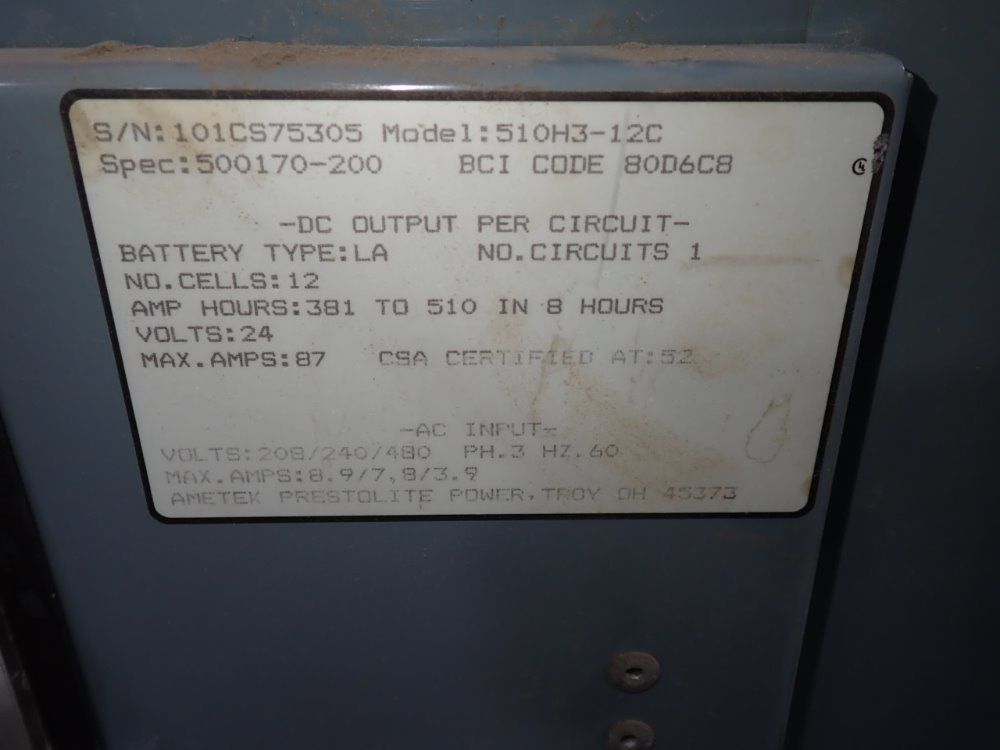 S/N:101CS75305 Model:510H3-12C
Spec:500170-200 BCI CODE 80D6C8
-DC OUTPUT PER CIRCUIT-
BATTERY TYPE:LA NO.CIRCUITS 1
NO.CELLS:12
AMP HOURS:381 TO 510 IN 8 HOURS
VOLTS:24
MAX.AMPS:87 CSA CERTIFIED AT:52
-AC INPUT-
VOLTS:208/240/480 PH.3 HZ.60
MAX.AMPS:8.9/7,8/3.9
AMETEK PRESTOLITE POWER,TROY OH 45373